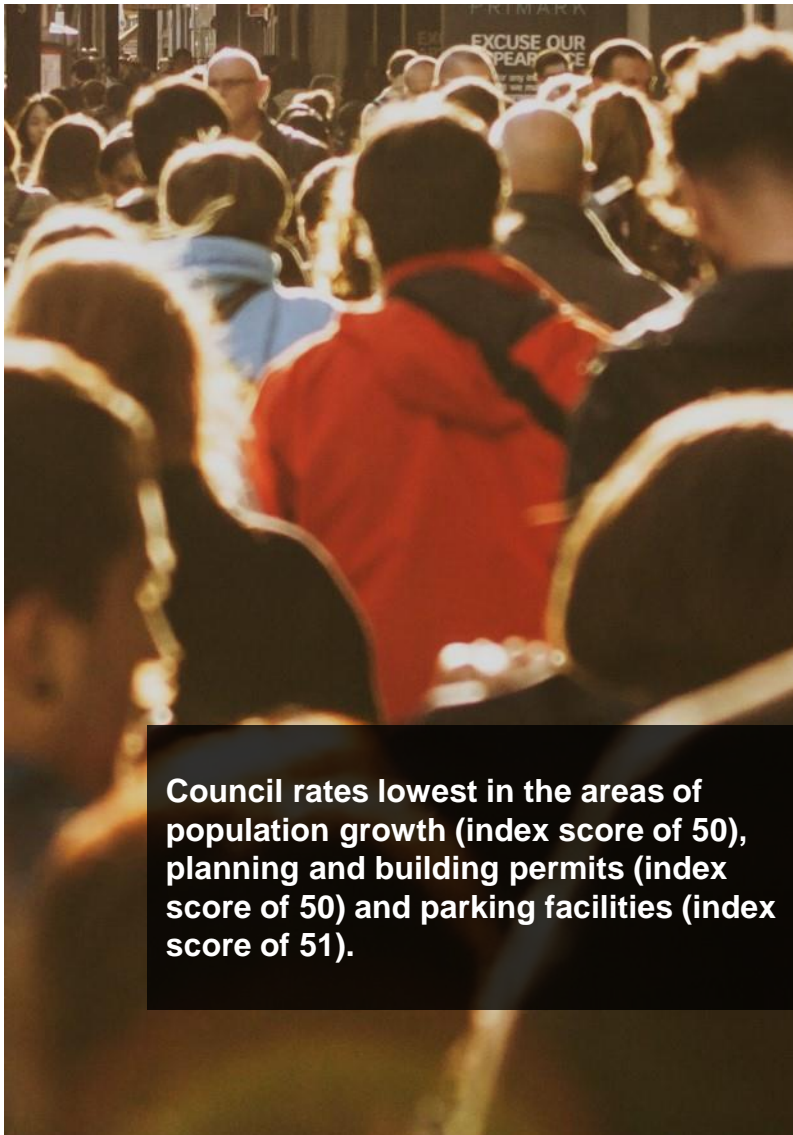 PRIMARK
EXCUSE OUR
Council rates lowest in the areas of
population growth (index score of 50),
planning and building permits (index
score of 50) and parking facilities (index
score of 51).